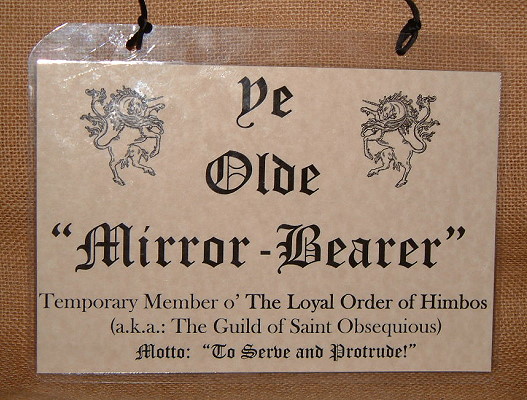 Ye
Olde
“Mirror-Bearer”
Temporary Member o’ The Loyal Order of Himbos
(a.k.a.: The Guild of Saint Obsequious)
Motto: “To Serve and Protrude!”